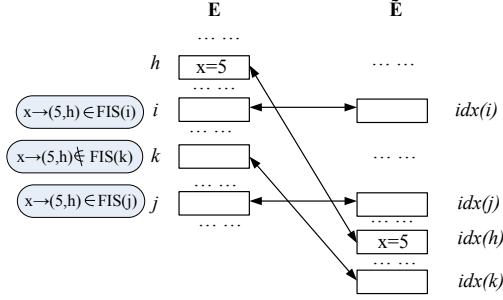 E Ẽ
... ...
h x=5 ... ...
... ...
x→(5,h)∈FIS(i) i idx(i)
... ...
x→(5,h)∉FIS(k) k ... ...
... ...
x→(5,h)∈FIS(j) j idx(j)
... ... ... ...
x=5 idx(h)
... ...
idx(k)